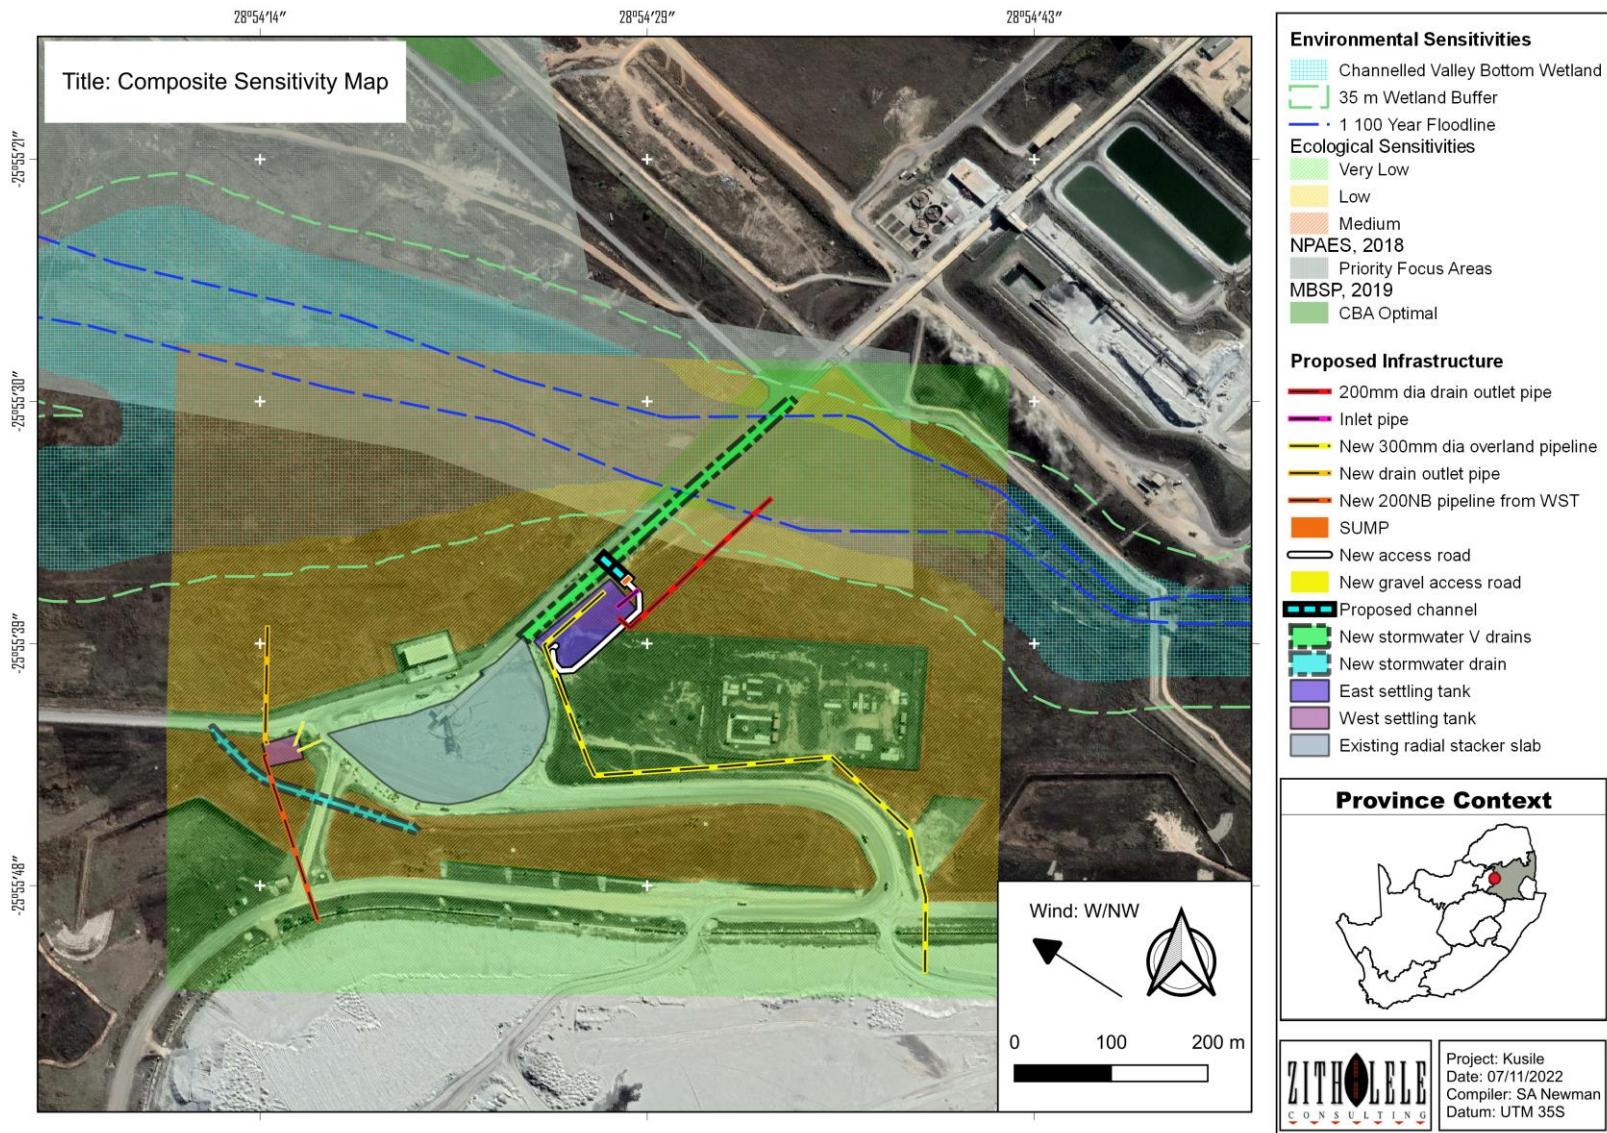 28°54′14″
28°54′29″
28°54′43″
Title: Composite Sensitivity Map
-25°55′21″
-25°55′30″
-25°55′39″
-25°55′48″
Wind: W/NW
0 100 200 m
Environmental Sensitivities
Channelled Valley Bottom Wetland
35 m Wetland Buffer
1 100 Year Floodline
Ecological Sensitivities
Very Low
Low
Medium
NPAES, 2018
Priority Focus Areas
MBSP, 2019
CBA Optimal
Proposed Infrastructure
200mm dia drain outlet pipe
Inlet pipe
New 300mm dia overland pipeline
New drain outlet pipe
New 200NB pipeline from WST
SUMP
New access road
New gravel access road
Proposed channel
New stormwater V drains
New stormwater drain
East settling tank
West settling tank
Existing radial stacker slab
Province Context
ZITHOLELE
CONSULTING
Project: Kusile
Date: 07/11/2022
Compiler: SA Newman
Datum: UTM 35S